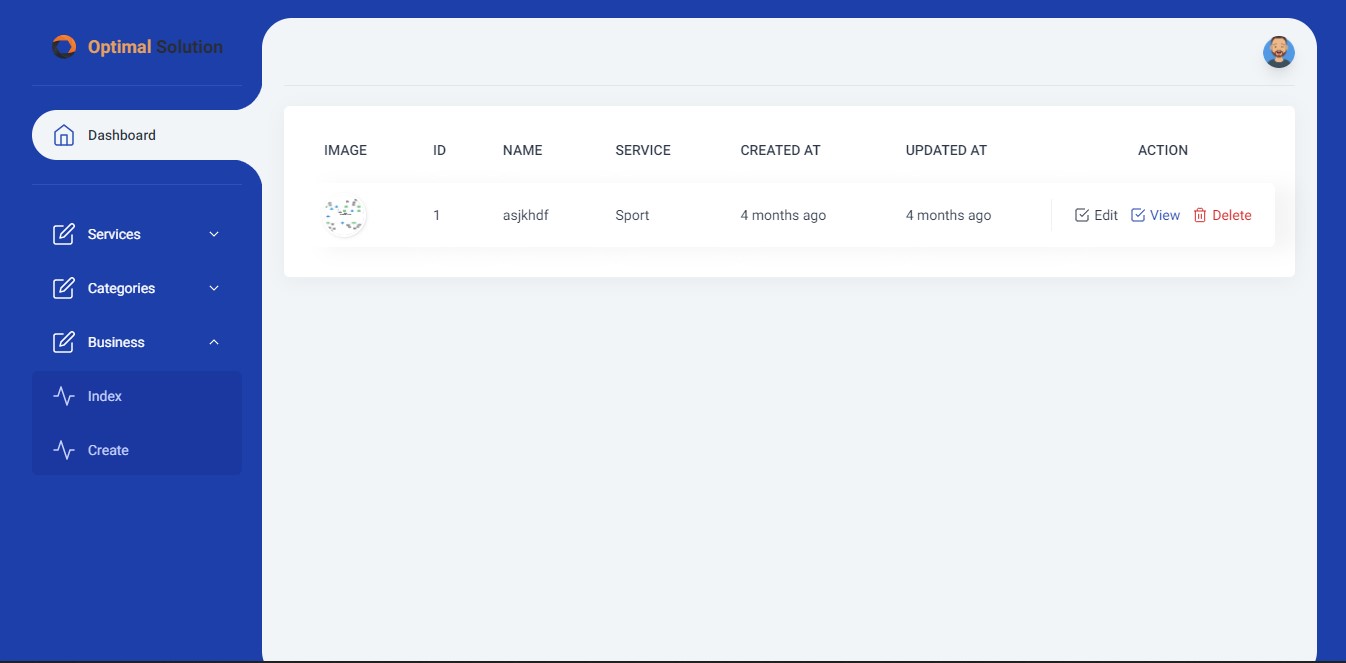 Optimal Solution
Dashboard
Services
Categories
Business
Index
Create
IMAGE ID NAME SERVICE CREATED AT UPDATED AT ACTION
1 asjkhdf Sport 4 months ago 4 months ago Edit View Delete